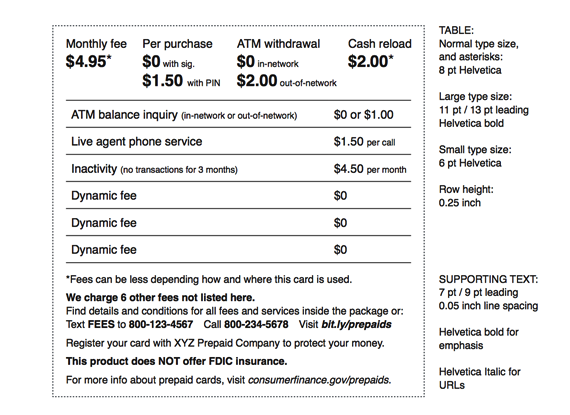 Monthly fee Per purchase ATM withdrawal Cash reload
$4.95* $0 with sig. $0 in-network $2.00*
$1.50 with PIN $2.00 out-of-network
ATM balance inquiry (in-network or out-of-network) $0 or $1.00
Live agent phone service $1.50 per call
Inactivity (no transactions for 3 months) $4.50 per month
Dynamic fee $0
Dynamic fee $0
Dynamic fee $0
*Fees can be less depending how and where this card is used.
We charge 6 other fees not listed here.
Find details and conditions for all fees and services inside the package or:
Text FEES to 800-123-4567 Call 800-234-5678 Visit bit.ly/prepaids
Register your card with XYZ Prepaid Company to protect your money.
This product does NOT offer FDIC insurance.
For more info about prepaid cards, visit consumerfinance.gov/prepaids.
TABLE:
Normal type size,
and asterisks:
8 pt Helvetica
Large type size:
11 pt / 13 pt leading
Helvetica bold
Small type size:
6 pt Helvetica
Row height:
0.25 inch
SUPPORTING TEXT:
7 pt / 9 pt leading
0.05 inch line spacing
Helvetica bold for
emphasis
Helvetica Italic for
URLs